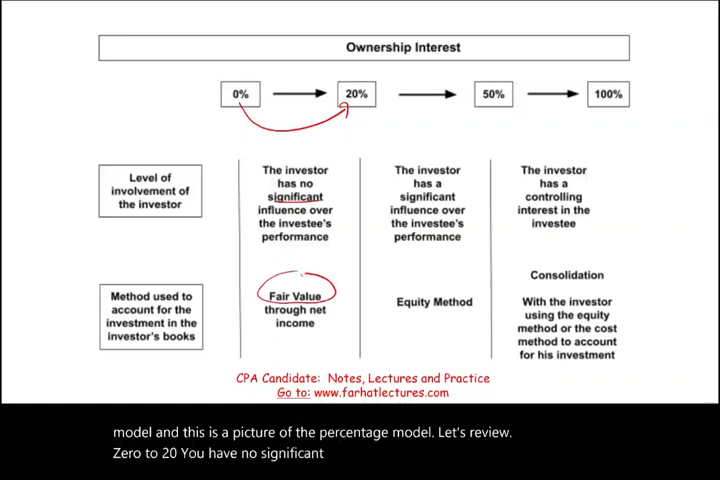 Ownership Interest
0%
20%
50%
100%
Level of
involvement of
the investor
The investor
has no
significant
influence over
the investee's
performance
The investor
has a
significant
influence over
the investee's
performance
The investor
has a
controlling
interest in the
investee
Method used to
account for the
investment in the
investor's books
Fair Value
through net
income
Equity Method
Consolidation
With the investor
using the equity
method or the cost
method to account
for his investment
CPA Candidate: Notes, Lectures and Practice
Go to: www.farhatlectures.com
model and this is a picture of the percentage model. Let's review.
Zero to 20 You have no significant